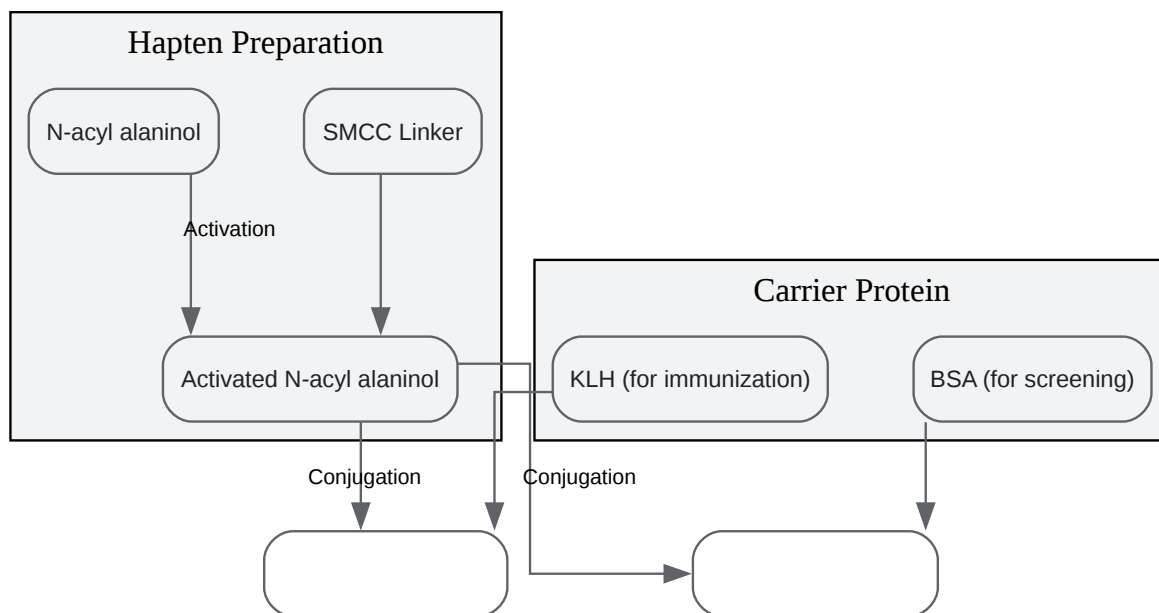 Hapten Preparation
N-acyl alaninol
SMCC Linker
Activation
Carrier Protein
Activated N-acyl alaninol
KLH (for immunization)
BSA (for screening)
Conjugation
Conjugation